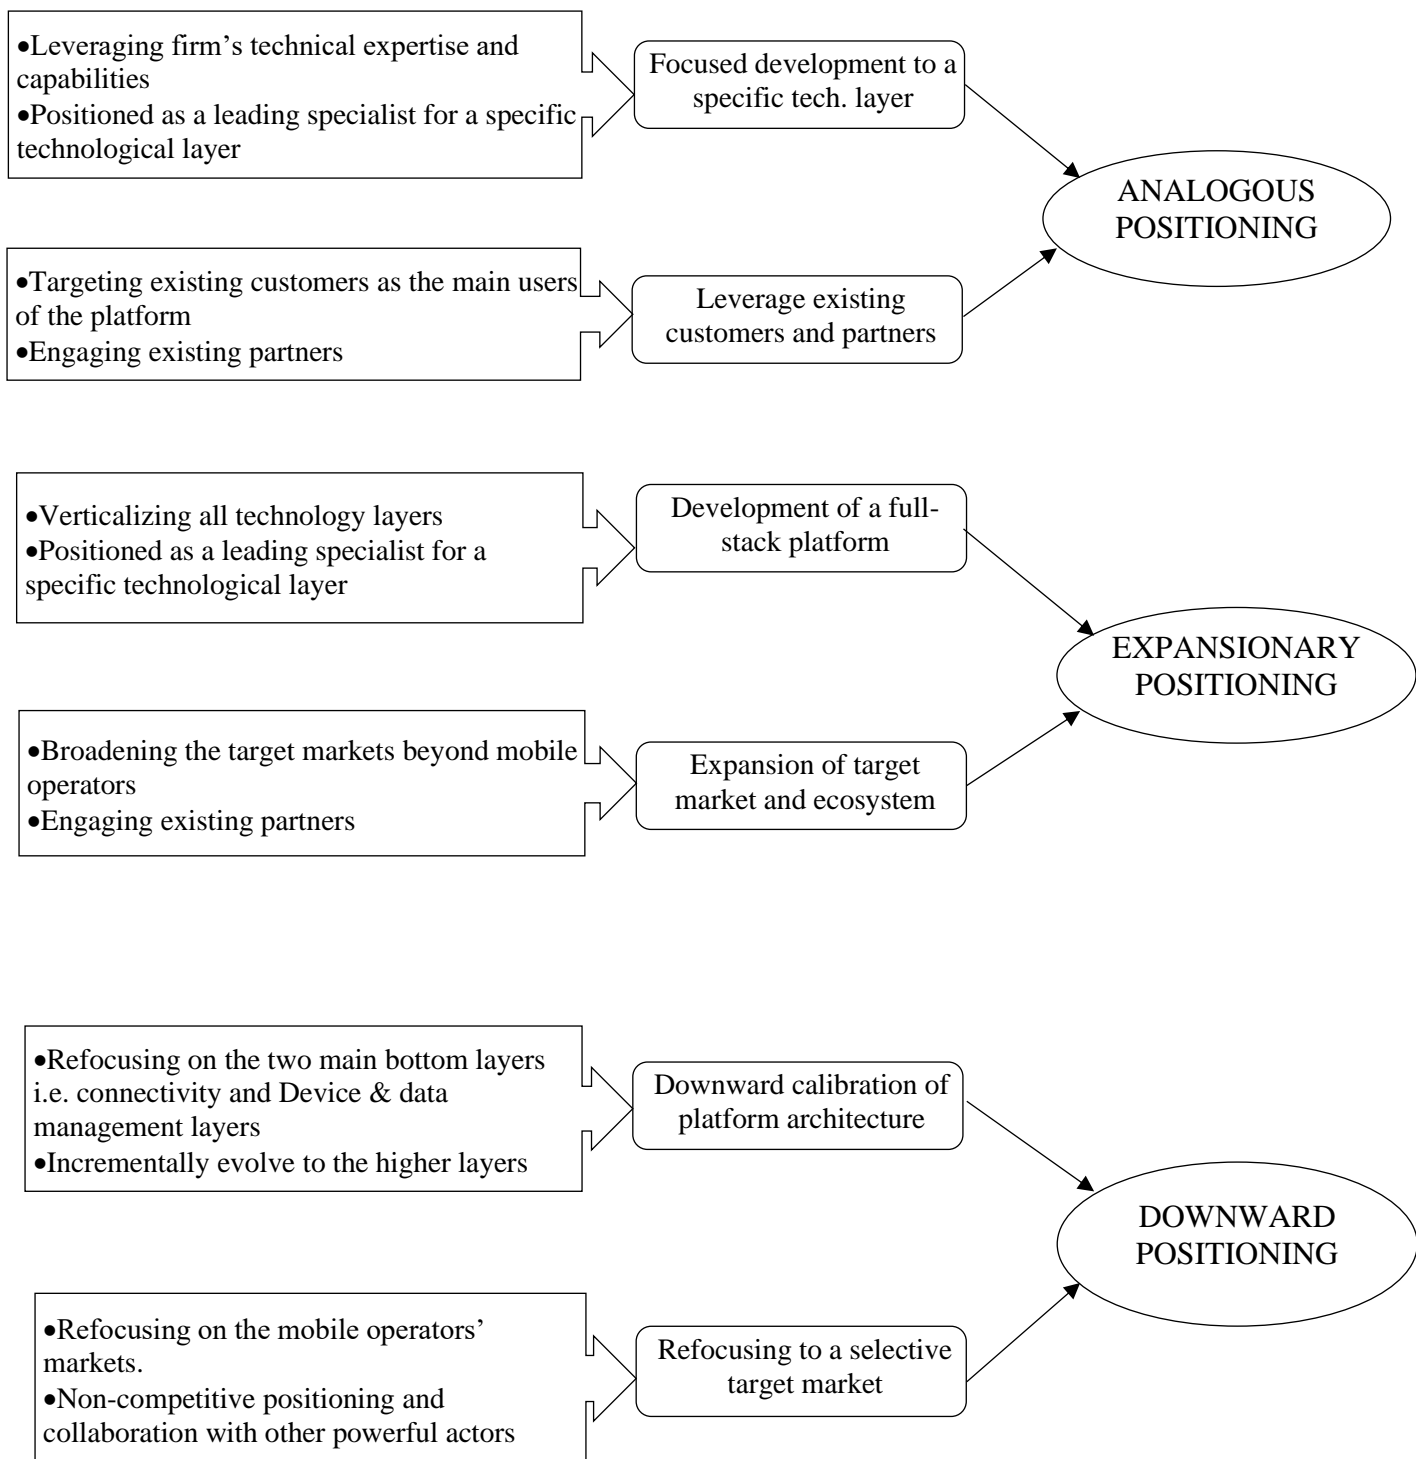 •Leveraging firm's technical expertise and
capabilities
•Positioned as a leading specialist for a specific
technological layer
Focused development to a
specific tech. layer
ANALOGOUS
POSITIONING
•Targeting existing customers as the main users
of the platform
•Engaging existing partners
Leverage existing
customers and partners
•Verticalizing all technology layers
•Positioned as a leading specialist for a
specific technological layer
Development of a full-
stack platform
EXPANSIONARY
POSITIONING
•Broadening the target markets beyond mobile
operators
•Engaging existing partners
Expansion of target
market and ecosystem
•Refocusing on the two main bottom layers
i.e. connectivity and Device & data
management layers
•Incrementally evolve to the higher layers
Downward calibration of
platform architecture
DOWNWARD
POSITIONING
•Refocusing on the mobile operators'
markets.
•Non-competitive positioning and
collaboration with other powerful actors
Refocusing to a selective
target market